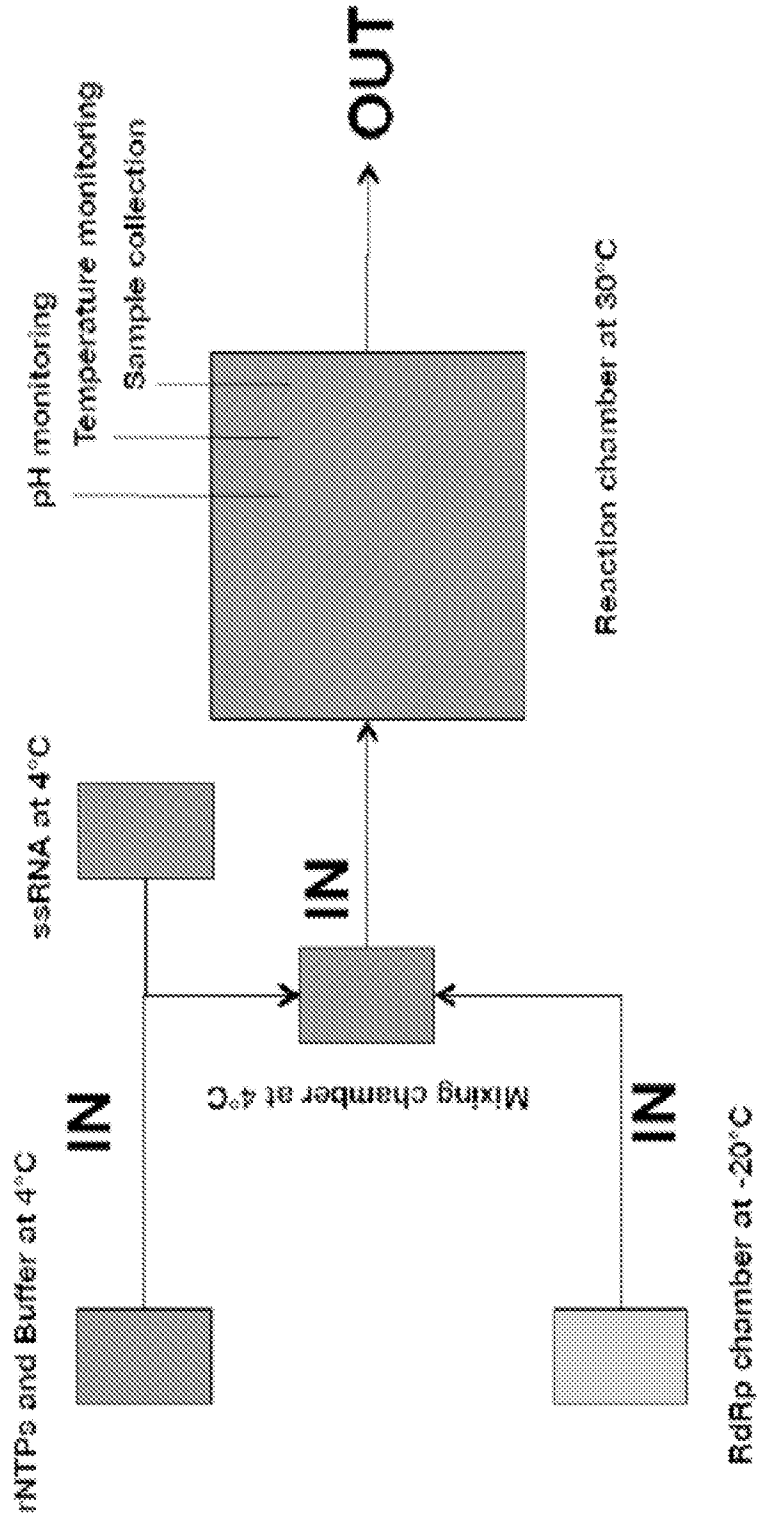 rNTPs and Buffer at 4°C
IN
ssRNA at 4°C
pH monitoring
Temperature monitoring
Sample collection
Mixing chamber at 4°C
IN
OUT
Reaction chamber at 30°C
IN
RdRp chamber at -20°C